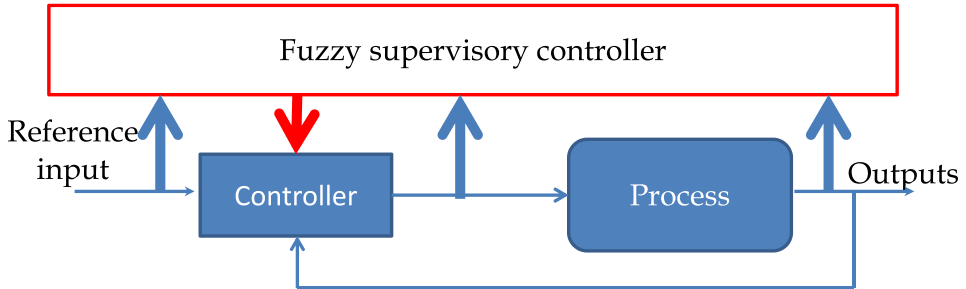 Fuzzy supervisory controller
Reference
input
Controller
Process
Outputs